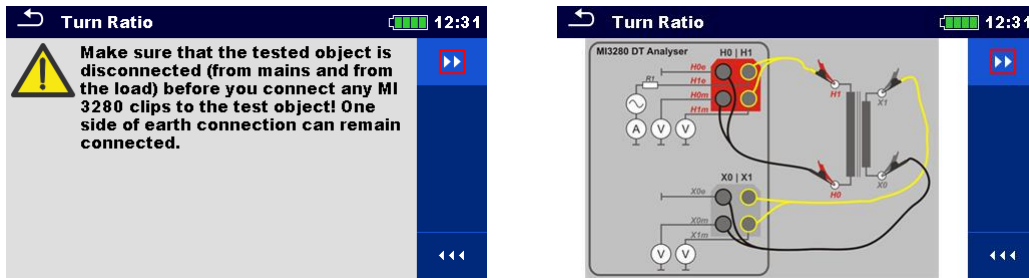 Turn Ratio
12:31
Make sure that the tested object is
disconnected (from mains and from
the load) before you connect any MI
3280 clips to the test object! One
side of earth connection can remain
connected.
Turn Ratio
12:31
MI3280 DT Analyser
H0 | H1
H0e
R1
H1e
H0m
H1m
A
V
V
H1
X1
H0
X0
X0 | X1
X0e
X0m
X1m
V
V